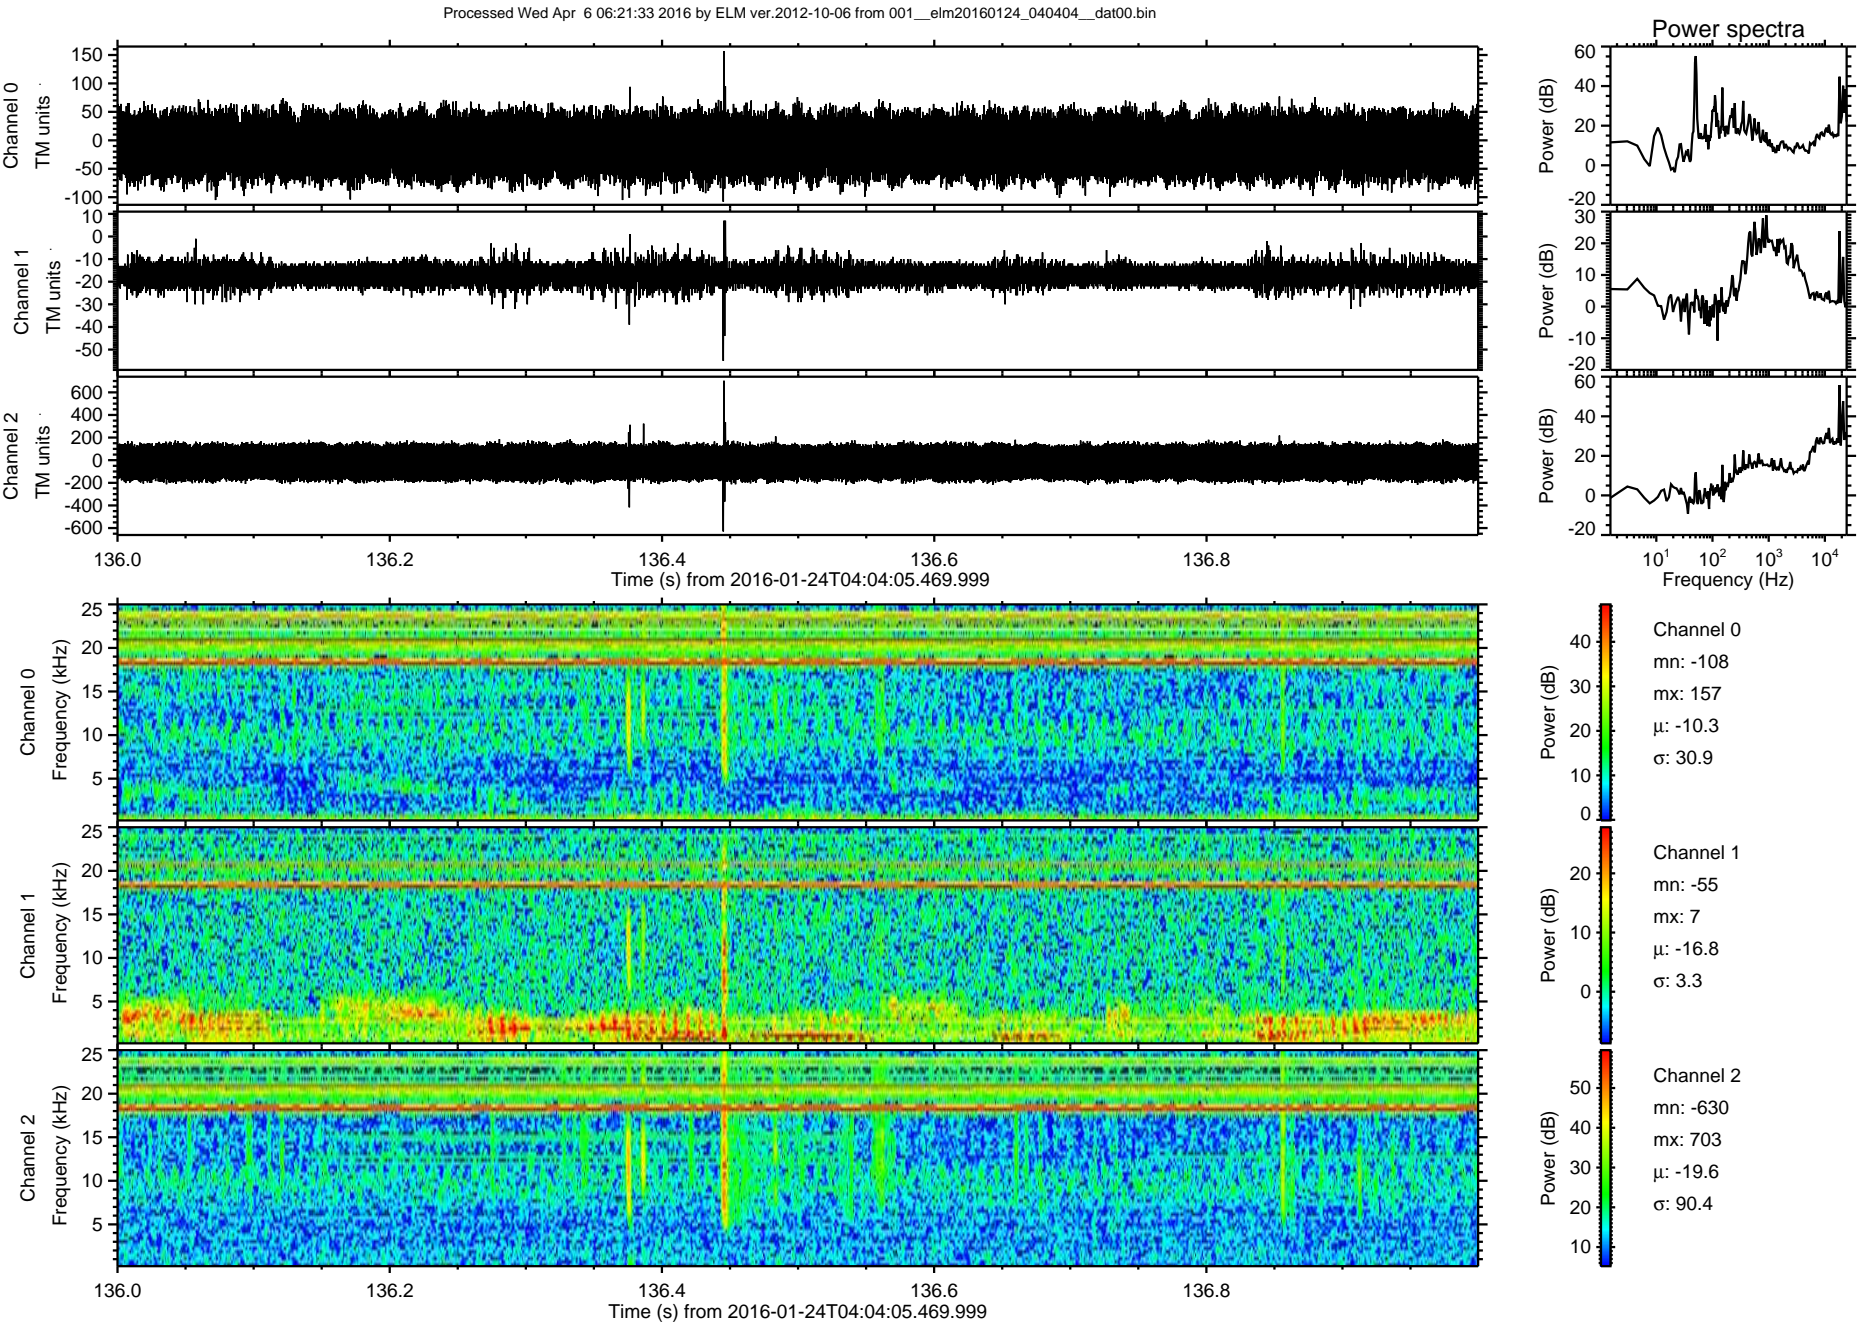 Processed Wed Apr  6 06:21:33 2016 by ELM ver.2012-10-06 from 001__elm20160124_040404__dat00.bin
Power spectra
Channel 0
TM units
150
100
50
0
-50
-100
Power (dB)
60
40
20
0
-20
Channel 1
TM units
10
0
-10
-20
-30
-40
-50
Power (dB)
30
20
10
0
-10
-20
Channel 2
TM units
600
400
200
0
-200
-400
-600
Power (dB)
60
40
20
0
-20
136.0 136.2 136.4 136.6 136.8
Time (s) from 2016-01-24T04:04:05.469.999
10¹ 10² 10³ 10⁴
Frequency (Hz)
Channel 0
Frequency (kHz)
25
20
15
10
5
Power (dB)
40
30
20
10
0
Channel 0
mn: -108
mx: 157
μ: -10.3
σ: 30.9
Channel 1
Frequency (kHz)
25
20
15
10
5
Power (dB)
20
10
0
Channel 1
mn: -55
mx: 7
μ: -16.8
σ: 3.3
Channel 2
Frequency (kHz)
25
20
15
10
5
Power (dB)
50
40
30
20
10
Channel 2
mn: -630
mx: 703
μ: -19.6
σ: 90.4
136.0 136.2 136.4 136.6 136.8
Time (s) from 2016-01-24T04:04:05.469.999